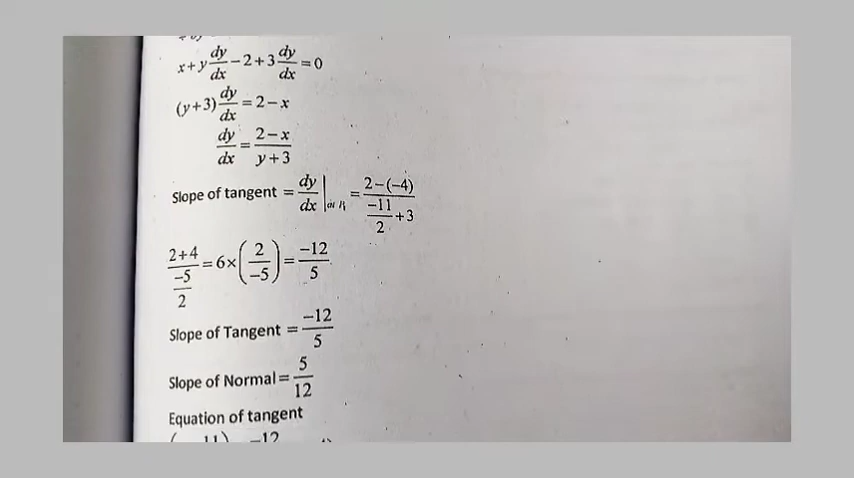 x+y dy/dx −2+3 dy/dx =0
(y+3) dy/dx =2−x
dy/dx = 2−x / y+3
Slope of tangent = dy/dx | at P₁ = 2−(−4) / (−11/2 +3)
2+4 / (−5/2) =6×(2/−5) = −12/5
Slope of Tangent = −12/5
Slope of Normal= 5/12
Equation of tangent